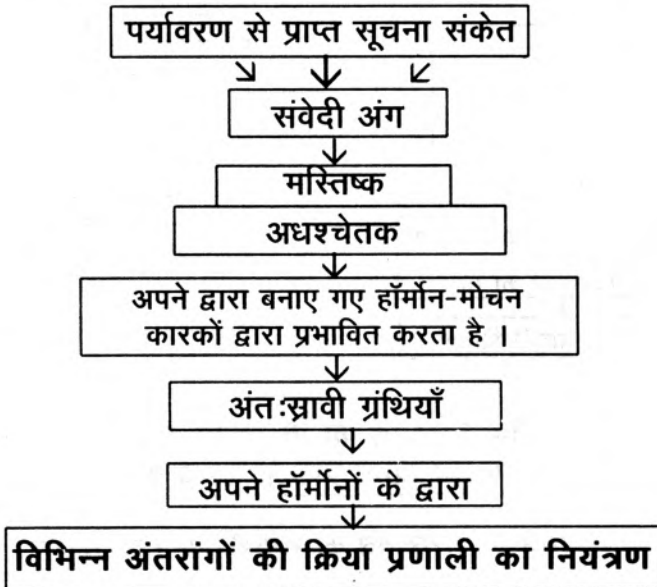 पर्यावरण से प्राप्त सूचना संकेत
संवेदी अंग
मस्तिष्क
अधश्चेतक
अपने द्वारा बनाए गए हॉर्मोन-मोचन
कारकों द्वारा प्रभावित करता है ।
अंतःस्रावी ग्रंथियाँ
अपने हॉर्मोनों के द्वारा
विभिन्न अंतरांगों की क्रिया प्रणाली का नियंत्रण